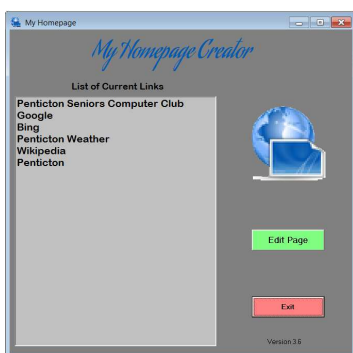 My Homepage
My Homepage Creator
List of Current Links
Penticton Seniors Computer Club
Google
Bing
Penticton Weather
Wikipedia
Penticton
Edit Page
Exit
Version 3.6